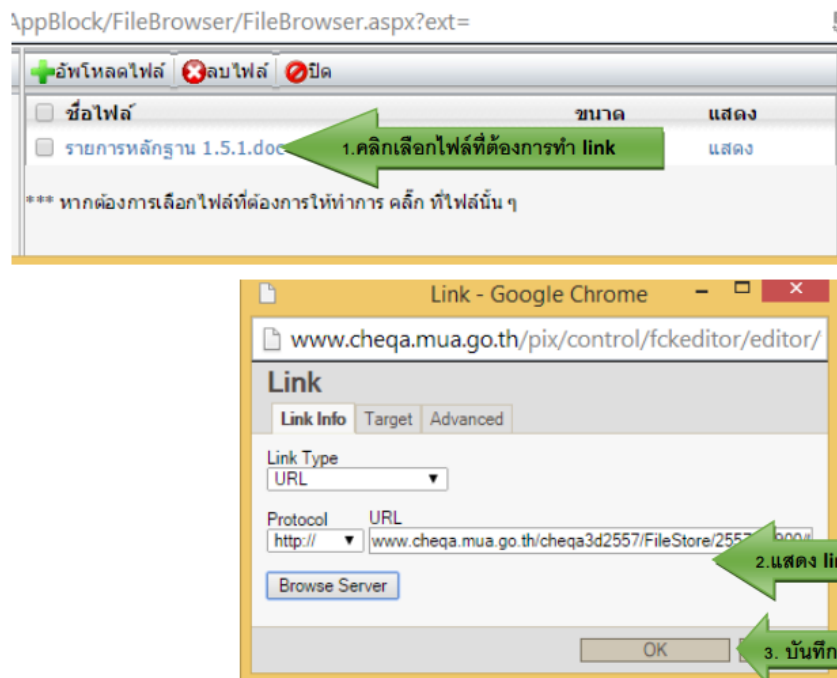 AppBlock/FileBrowser/FileBrowser.aspx?ext=
อัพโหลดไฟล์ ลบไฟล์ ปิด
ชื่อไฟล์ ขนาด แสดง
รายการหลักฐาน 1.5.1.doc 1.คลิกเลือกไฟล์ที่ต้องการทำ link แสดง
*** หากต้องการเลือกไฟล์ที่ต้องการให้ทำการ คลิ๊ก ที่ไฟล์นั้น ๆ
Link - Google Chrome
www.cheqa.mua.go.th/pix/control/fckeditor/editor/
Link
Link Info Target Advanced
Link Type
URL
Protocol URL
http:// www.cheqa.mua.go.th/cheqa3d2557/FileStore/2557
2.แสดง
Browse Server
OK 3. บันทึก